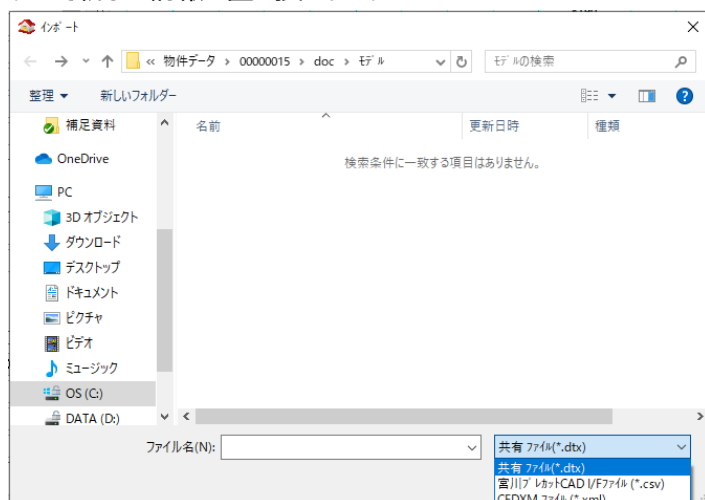 インポート
« 物件データ › 00000015 › doc › モデル
モデルの検索
整理 ▼ 新しいフォルダー
名前 更新日時 種類
検索条件に一致する項目はありません。
補足資料
OneDrive
PC
3D オブジェクト
ダウンロード
デスクトップ
ドキュメント
ピクチャ
ビデオ
ミュージック
OS (C:)
DATA (D:)
ファイル名(N):
共有 ファイル(*.dtx)
共有 ファイル(*.dtx)
宮川プレカットCAD I/Fファイル (*.csv)
CEDXM ファイル (*.xml)